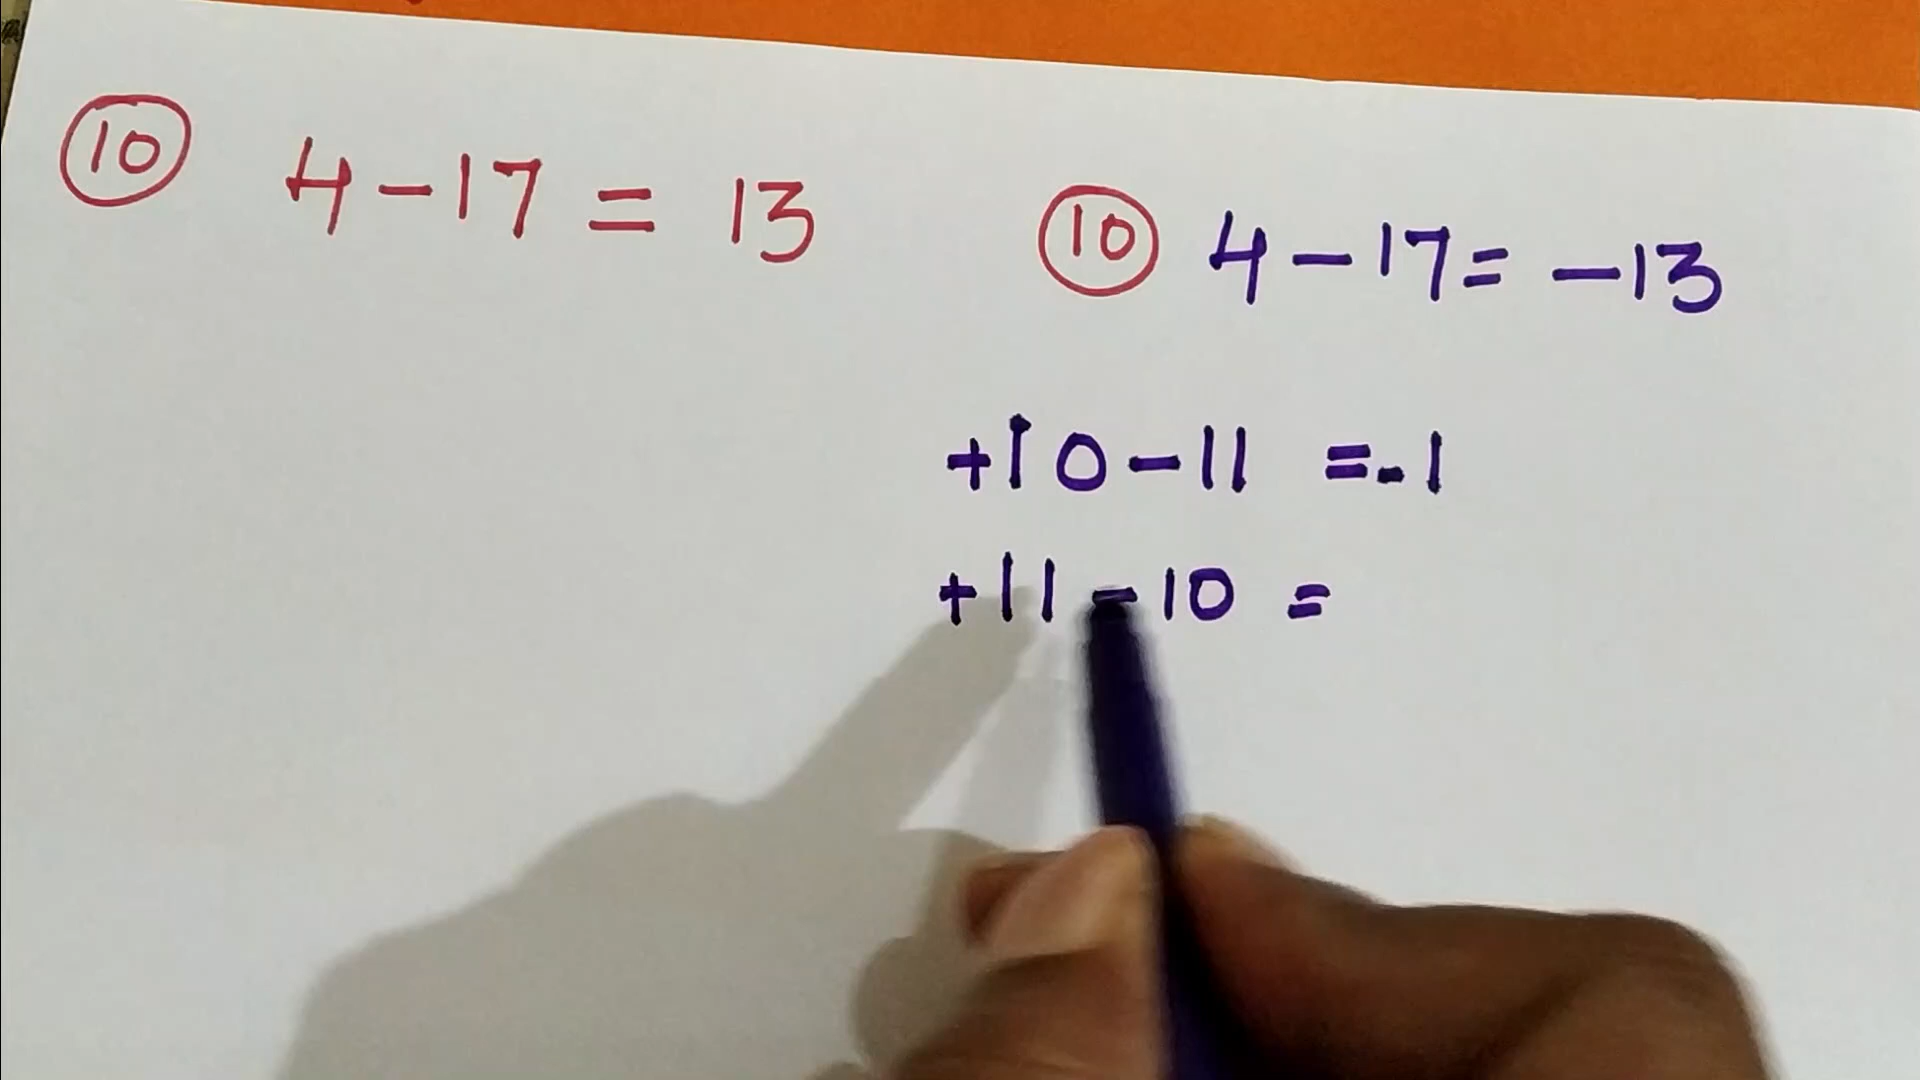 ⑩ 4 - 17 = 13
⑩ 4 - 17 = -13
+10 - 11 = -1
+11 - 10 =